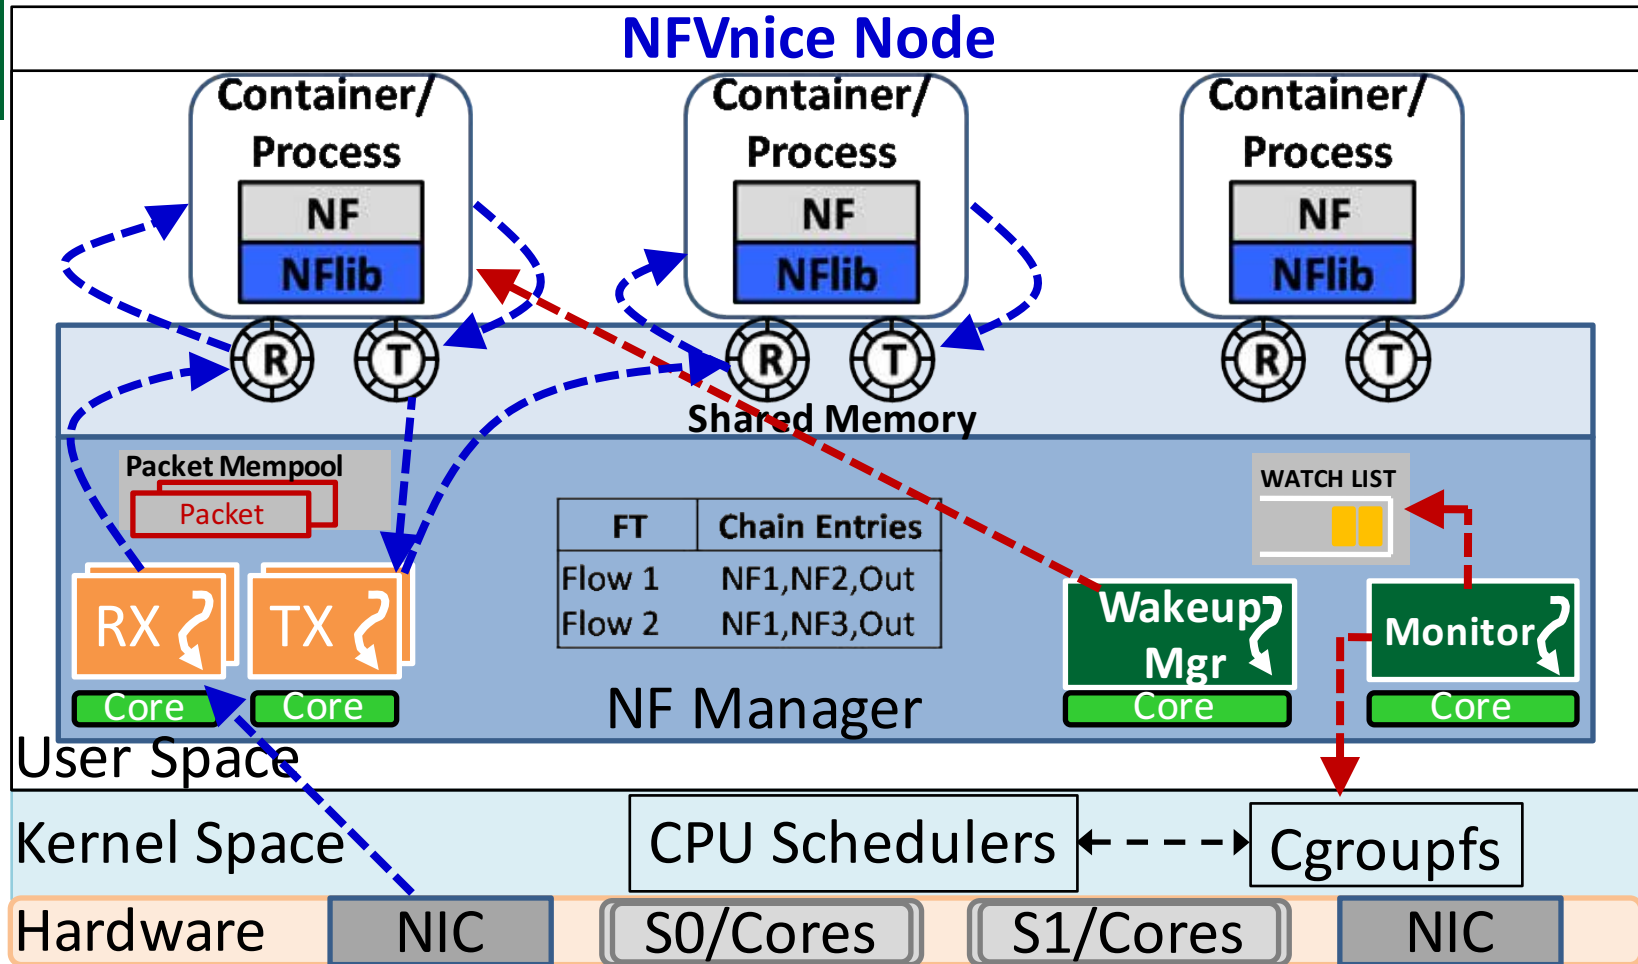 NFVnice Node
Container/
Process
NF
NFlib
Container/
Process
NF
NFlib
Container/
Process
NF
NFlib
R
T
R
T
R
T
Shared Memory
Packet Mempool
Packet
FT Chain Entries
Flow 1 NF1,NF2,Out
Flow 2 NF1,NF3,Out
WATCH LIST
RX
TX
Wakeup
Mgr
Monitor
Core
Core
NF Manager
Core
Core
User Space
Kernel Space
CPU Schedulers
Cgroupfs
Hardware
NIC
S0/Cores
S1/Cores
NIC